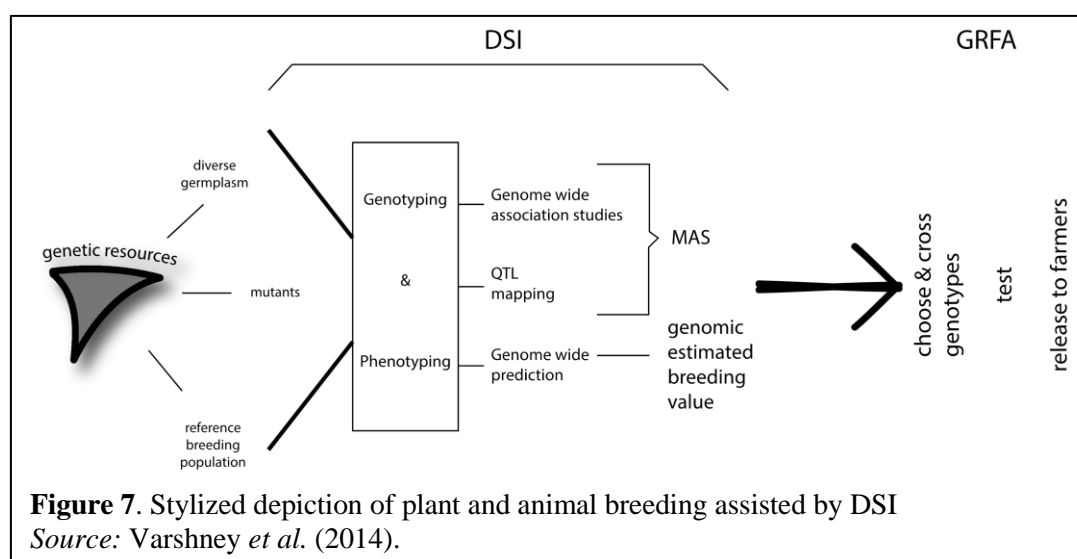 DSI
GRFA
diverse
germplasm
genetic resources
mutants
reference
breeding
population
Genotyping
&
Phenotyping
Genome wide
association studies
QTL
mapping
Genome wide
prediction
MAS
genomic
estimated
breeding
value
choose & cross
genotypes
test
release to farmers
Figure 7. Stylized depiction of plant and animal breeding assisted by DSI
Source: Varshney et al. (2014).